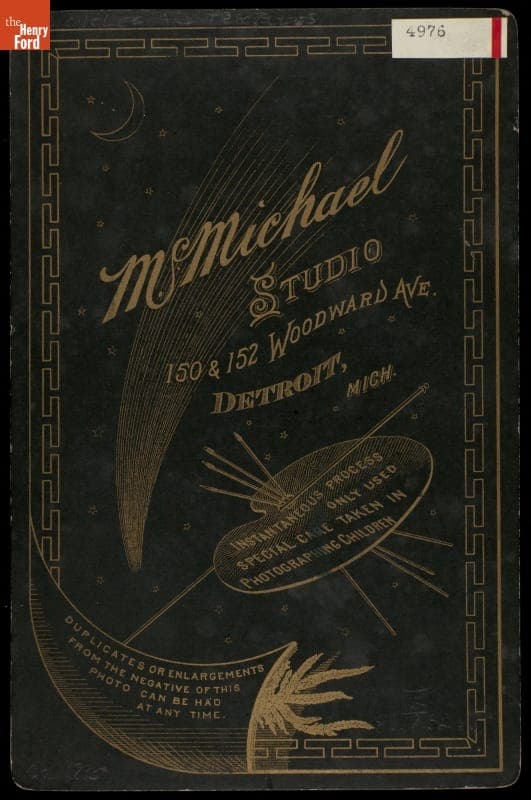 the
Henry
Ford
4976
McMichael
STUDIO
150 & 152 WOODWARD AVE.
DETROIT,
MICH.
INSTANTANEOUS PROCESS
ONLY USED
SPECIAL CARE TAKEN IN
PHOTOGRAPHING CHILDREN
DUPLICATES OR ENLARGEMENTS
FROM THE NEGATIVE OF THIS
PHOTO CAN BE HAD
AT ANY TIME.